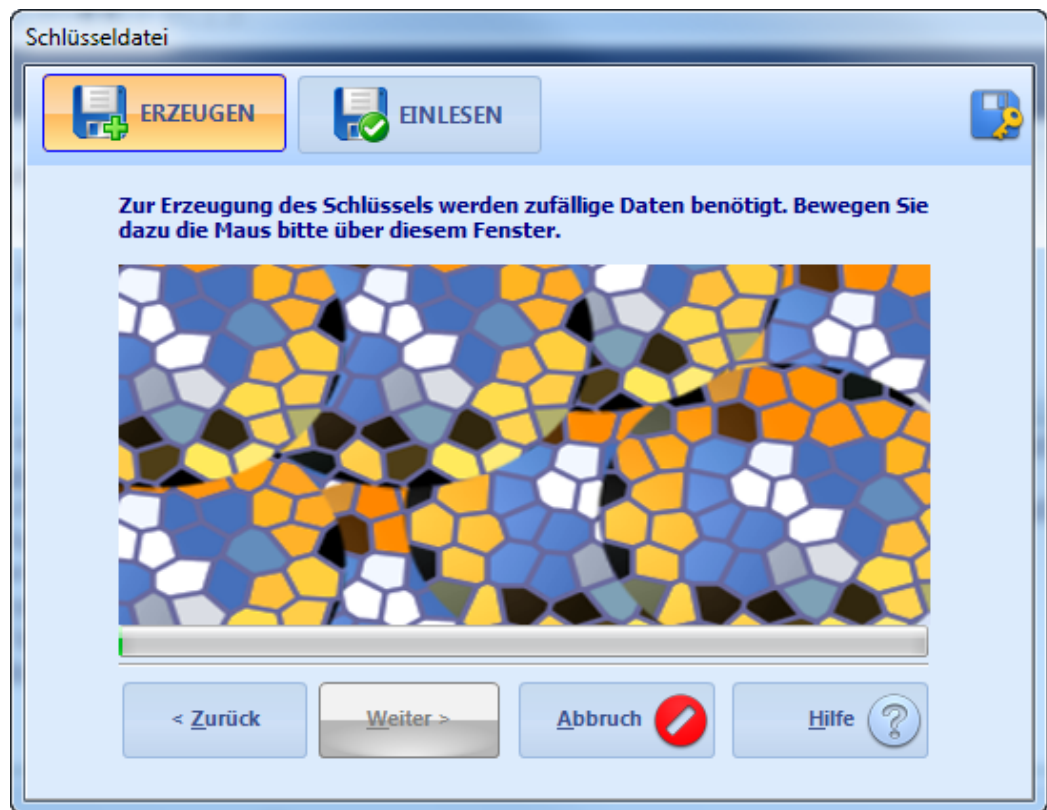 Schlüsseldatei
ERZEUGEN
EINLESEN
Zur Erzeugung des Schlüssels werden zufällige Daten benötigt. Bewegen Sie
dazu die Maus bitte über diesem Fenster.
< Zurück
Weiter >
Abbruch
Hilfe
?